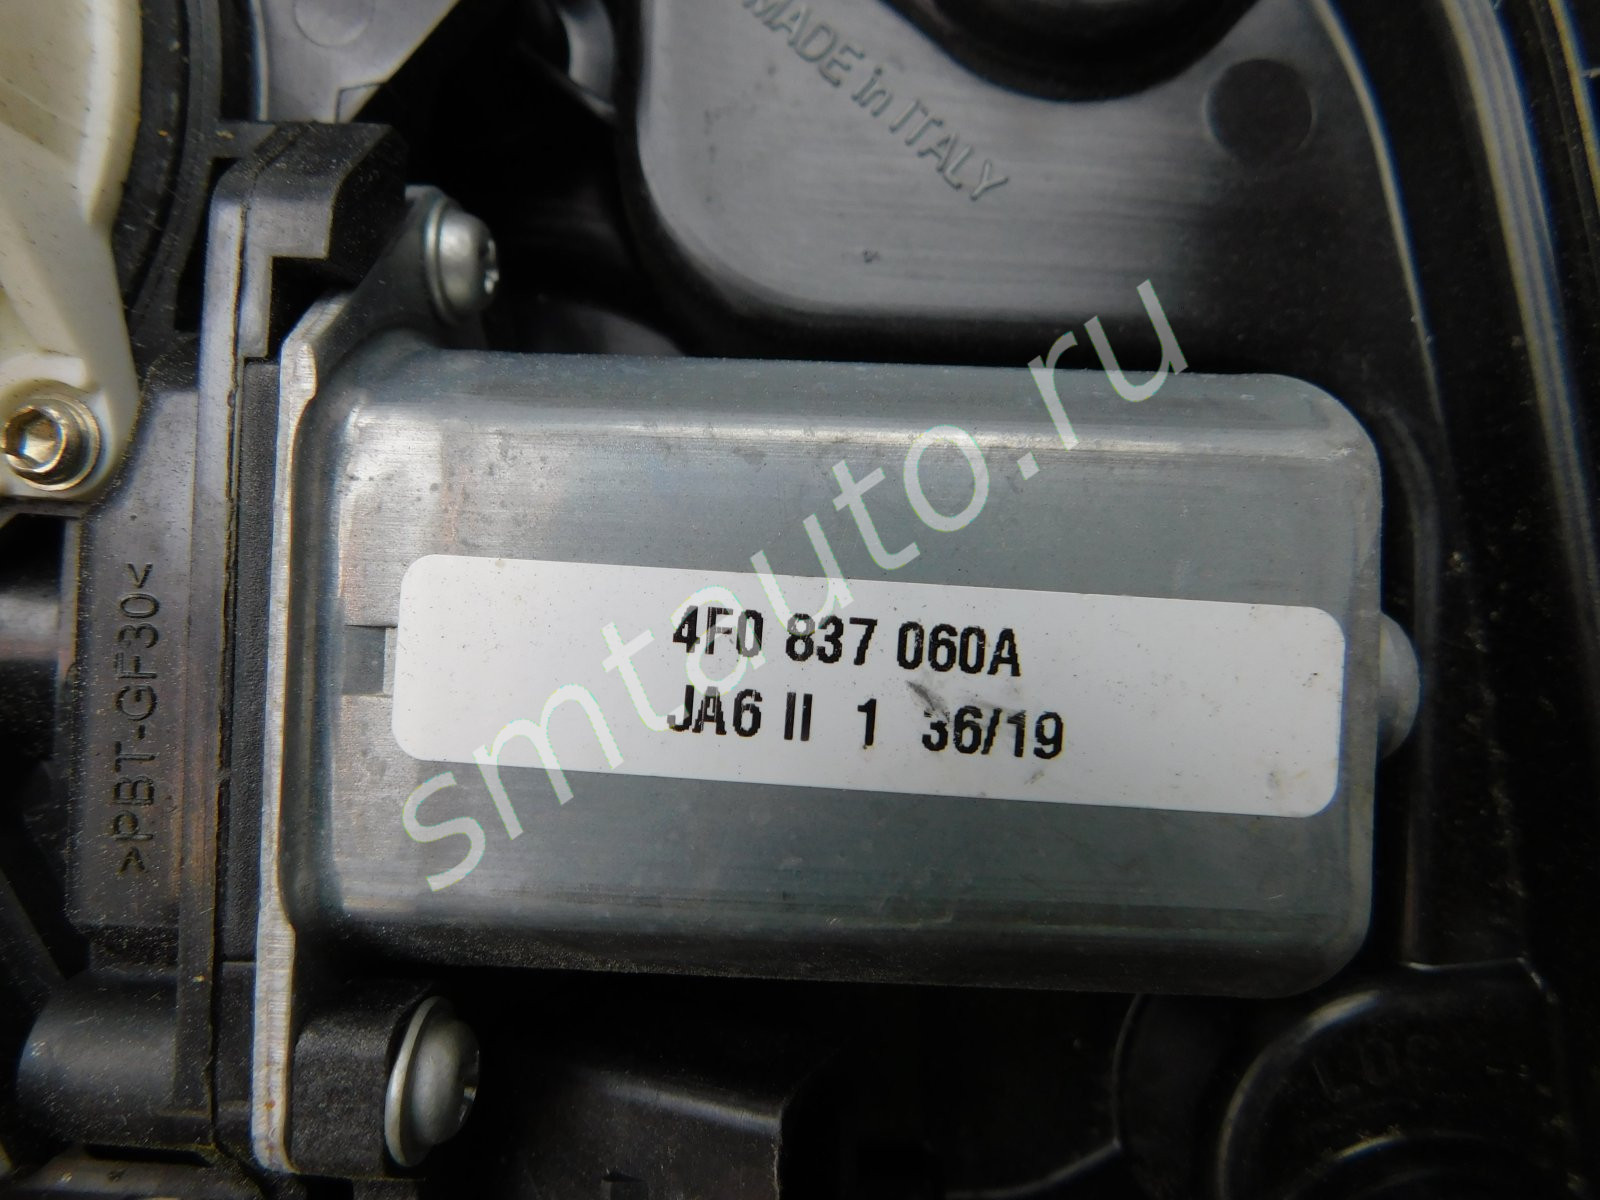 MADE in ITALY
4F0 837 060A
JA6 II 1 36/19
>PBT-GF30<
smtauto.ru